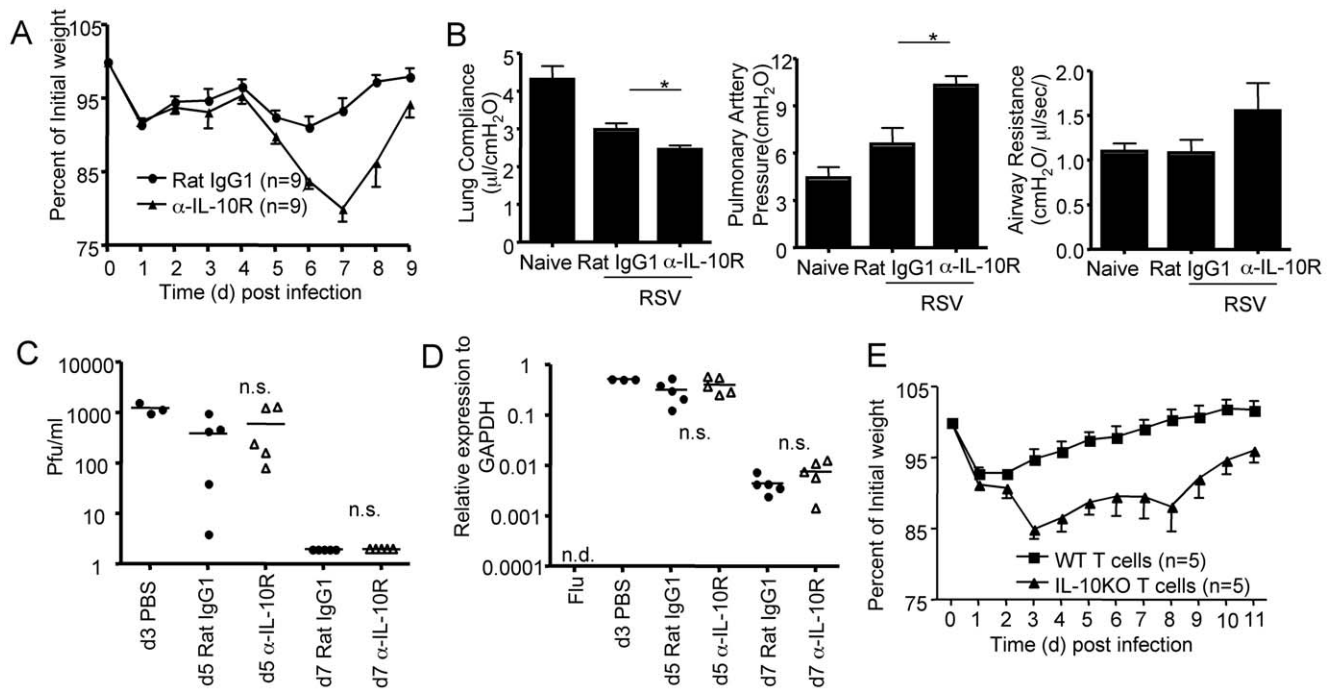 A
Percent of Initial weight
105
95
85
75
Rat IgG1 (n=9)
α-IL-10R (n=9)
0 1 2 3 4 5 6 7 8 9
Time (d) post infection
B
Lung Compliance
(µl/cmH2O)
5
4
3
2
1
0
*
Naive Rat IgG1 α-IL-10R
RSV
Pulmonary Arttery
Pressure(cmH2O)
12
9
6
3
0
*
Naive Rat IgG1 α-IL-10R
RSV
Airway Resistance
(cmH2O/ µl/sec/)
2.0
1.5
1.0
0.5
0.0
Naive Rat IgG1 α-IL-10R
RSV
C
Pfu/ml
10000
1000
100
10
1
n.s.
n.s.
d3 PBS
d5 Rat IgG1
d5 α-IL-10R
d7 Rat IgG1
d7 α-IL-10R
D
Relative expression to
GAPDH
1
0.1
0.01
0.001
0.0001
n.d.
n.s.
n.s.
Flu
d3 PBS
d5 Rat IgG1
d5 α-IL-10R
d7 Rat IgG1
d7 α-IL-10R
E
Percent of Initial weight
105
95
85
75
WT T cells (n=5)
IL-10KO T cells (n=5)
0 1 2 3 4 5 6 7 8 9 10 11
Time (d) post infection